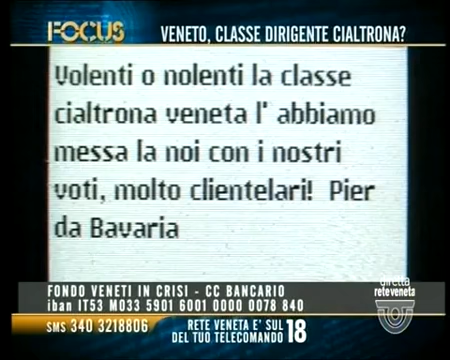 FOCUS
VENETO, CLASSE DIRIGENTE CIALTRONA?
Volenti o nolenti la classe
cialtrona veneta l' abbiamo
messa la noi con i nostri
voti, molto clientelari! Pier
da Bavaria
FONDO VENETI IN CRISI - CC BANCARIO
iban IT53 M033 5901 6001 0000 0078 840
diretta
reteveneta
SMS 340 3218806
RETE VENETA E' SUL
DEL TUO TELECOMANDO 18